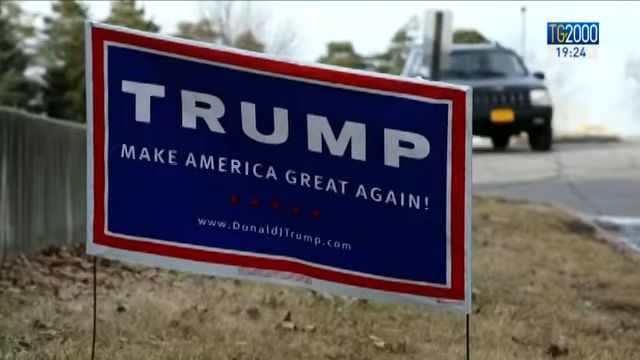 TG2000
19:24
TRUMP
MAKE AMERICA GREAT AGAIN!
www.DonaldJTrump.com